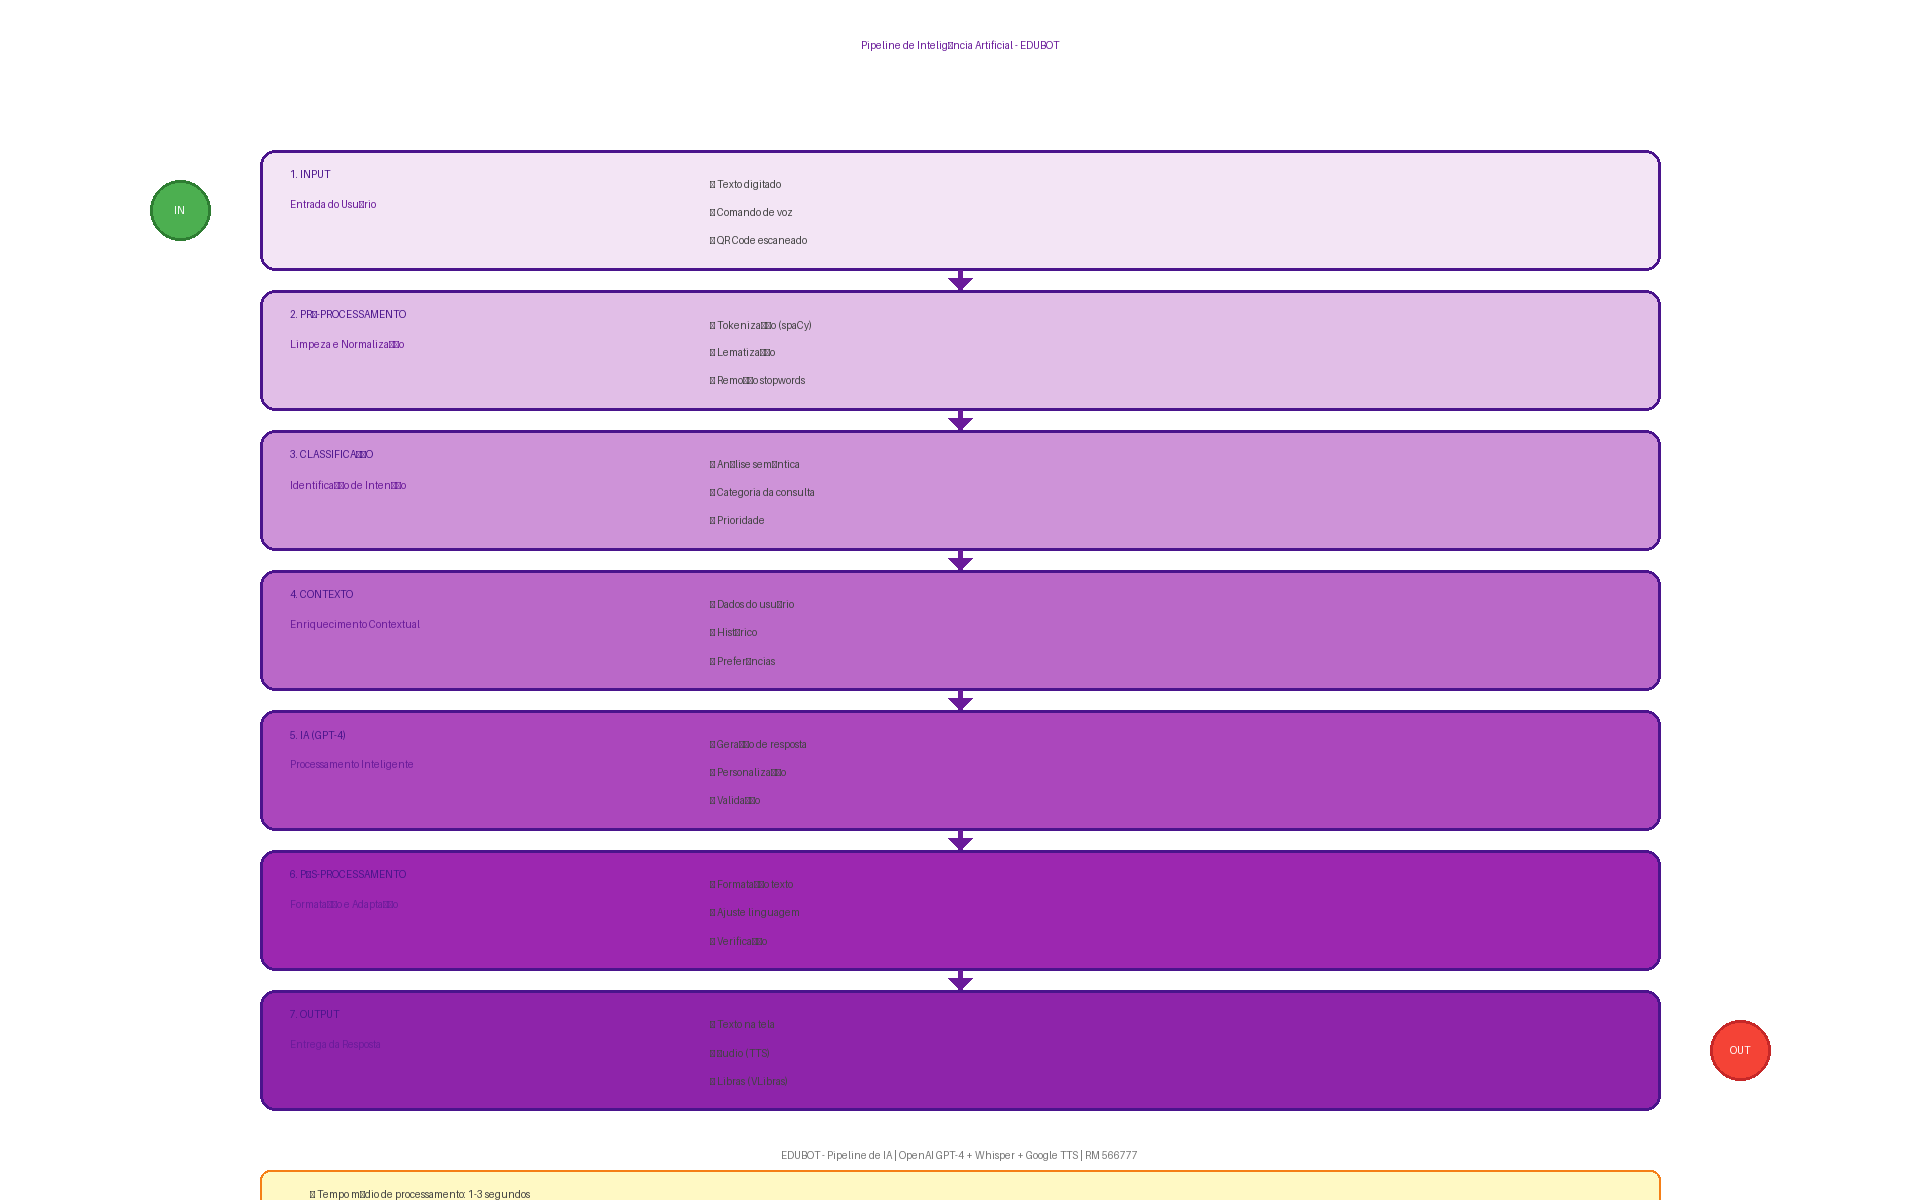 Pipeline de Intelig▯ncia Artificial - EDUBOT
IN
1. INPUT
Entrada do Usu▯rio
▯ Texto digitado
▯ Comando de voz
▯ QR Code escaneado
2. PR▯-PROCESSAMENTO
Limpeza e Normaliza▯▯o
▯ Tokeniza▯▯o (spaCy)
▯ Lematiza▯▯o
▯ Remo▯▯o stopwords
3. CLASSIFICA▯▯O
Identifica▯▯o de Inten▯▯o
▯ An▯lise sem▯ntica
▯ Categoria da consulta
▯ Prioridade
4. CONTEXTO
Enriquecimento Contextual
▯ Dados do usu▯rio
▯ Hist▯rico
▯ Prefer▯ncias
5. IA (GPT-4)
Processamento Inteligente
▯ Gera▯▯o de resposta
▯ Personaliza▯▯o
▯ Valida▯▯o
6. P▯S-PROCESSAMENTO
Formata▯▯o e Adapta▯▯o
▯ Formata▯▯o texto
▯ Ajuste linguagem
▯ Verifica▯▯o
7. OUTPUT
Entrega da Resposta
▯ Texto na tela
▯ ▯udio (TTS)
▯ Libras (VLibras)
OUT
EDUBOT - Pipeline de IA | OpenAI GPT-4 + Whisper + Google TTS | RM 566777
▯ Tempo m▯dio de processamento: 1-3 segundos